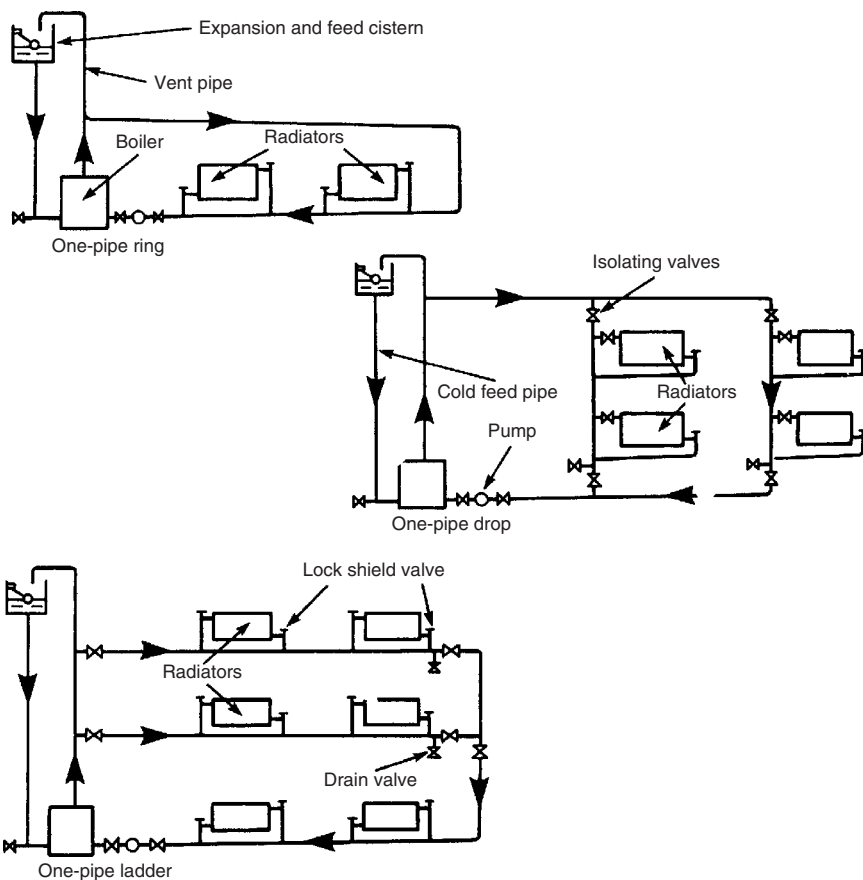 Expansion and feed cistern
Vent pipe
Boiler
Radiators
One-pipe ring
Isolating valves
Cold feed pipe
Radiators
Pump
One-pipe drop
Lock shield valve
Radiators
Drain valve
One-pipe ladder